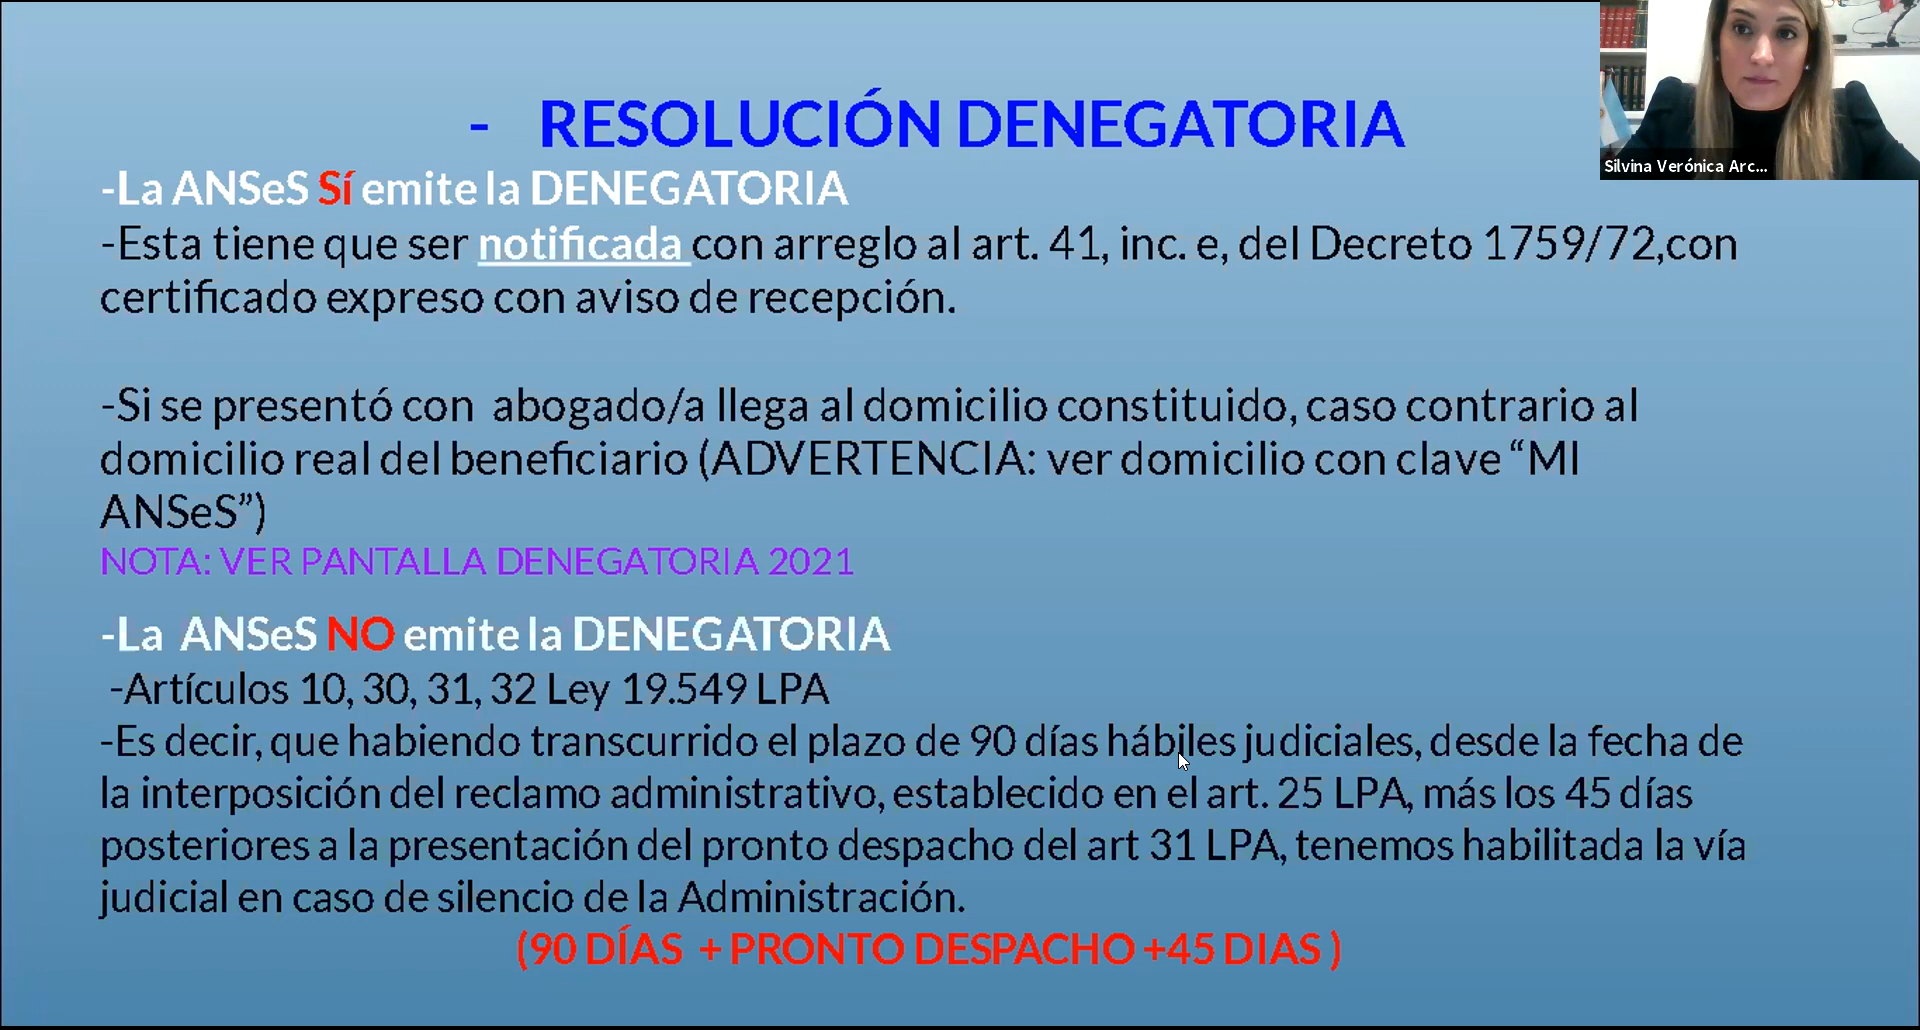 - RESOLUCIÓN DENEGATORIA
-La ANSeS Sí emite la DENEGATORIA
-Esta tiene que ser notificada con arreglo al art. 41, inc. e, del Decreto 1759/72,con
certificado expreso con aviso de recepción.
-Si se presentó con abogado/a llega al domicilio constituido, caso contrario al
domicilio real del beneficiario (ADVERTENCIA: ver domicilio con clave “MI
ANSeS”)
NOTA: VER PANTALLA DENEGATORIA 2021
-La ANSeS NO emite la DENEGATORIA
-Artículos 10, 30, 31, 32 Ley 19.549 LPA
-Es decir, que habiendo transcurrido el plazo de 90 días hábiles judiciales, desde la fecha de
la interposición del reclamo administrativo, establecido en el art. 25 LPA, más los 45 días
posteriores a la presentación del pronto despacho del art 31 LPA, tenemos habilitada la vía
judicial en caso de silencio de la Administración.
(90 DÍAS + PRONTO DESPACHO +45 DIAS )
Silvina Verónica Arc...